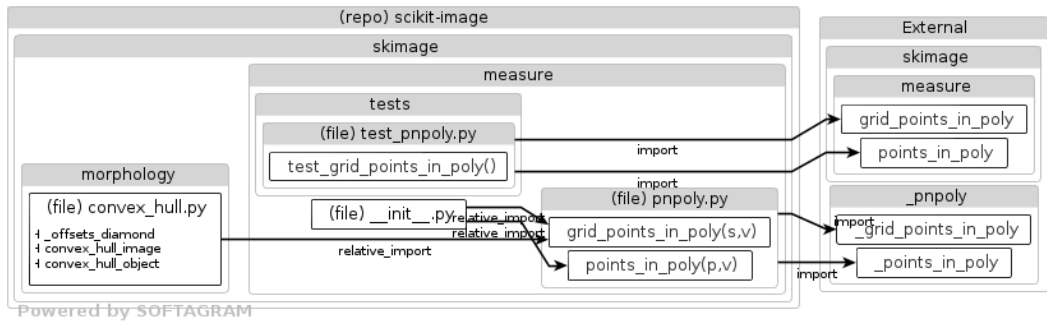 (repo) scikit-image
skimage
measure
tests
(file) test_pnpoly.py
test_grid_points_in_poly()
morphology
(file) convex_hull.py
_offsets_diamond
convex_hull_image
convex_hull_object
(file) __init__.py
(file) pnpoly.py
grid_points_in_poly(s,v)
points_in_poly(p,v)
relative_import
relative_import
relative_import
External
skimage
measure
grid_points_in_poly
points_in_poly
import
import
_pnpoly
_grid_points_in_poly
_points_in_poly
import
import
Powered by SOFTAGRAM